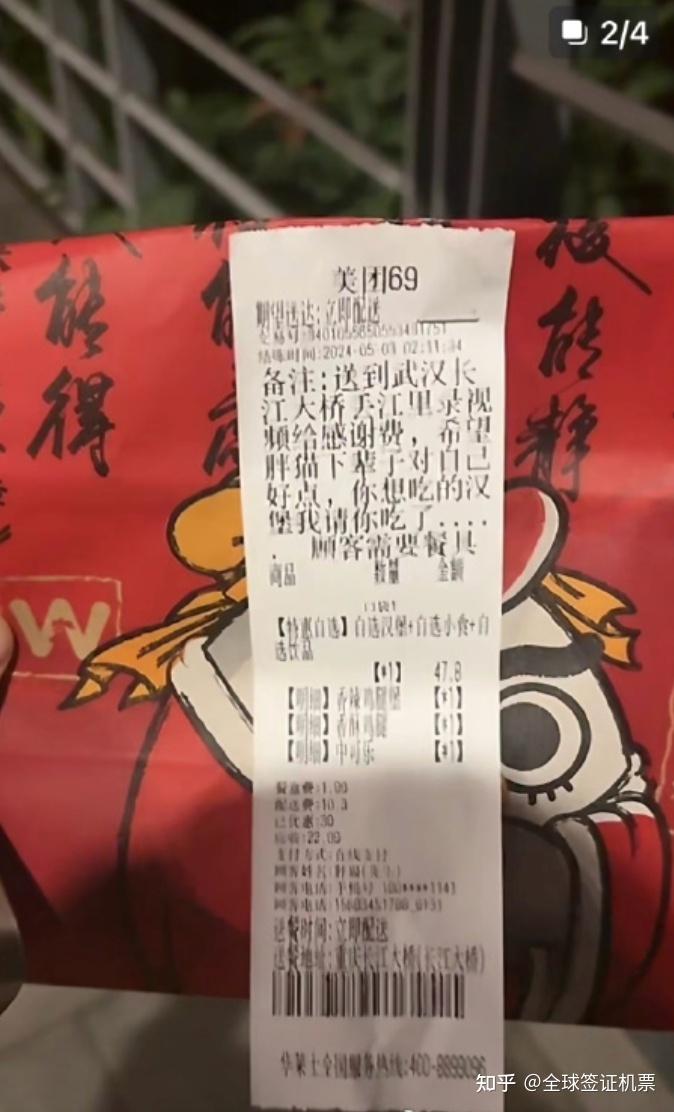 2/4
能
得
能
静
W
美团69
期望送达:立即配送
结账时间:2024-05-03 02:11:34
备注:送到武汉长
江大桥丢江里录视
频给感谢费，希望
胖猫下辈子对自己
好点，你想吃的汉
堡我请你吃了....
. 顾客需要餐具
商品 数量 金额
口袋1
【特惠自选】自选汉堡+自选小食+自
选饮品
【*1】 47.8
【明细】香辣鸡腿堡 【*1】
【明细】香酥鸡腿 【*1】
【明细】中可乐 【*1】
餐盒费:1.00
配送费:10.3
已优惠:30
应收:22.00
支付方式:在线支付
送餐时间:立即配送
送餐地址:重庆长江大桥(长江大桥)
华莱士全国服务热线:400-8899096
知乎 @全球签证机票